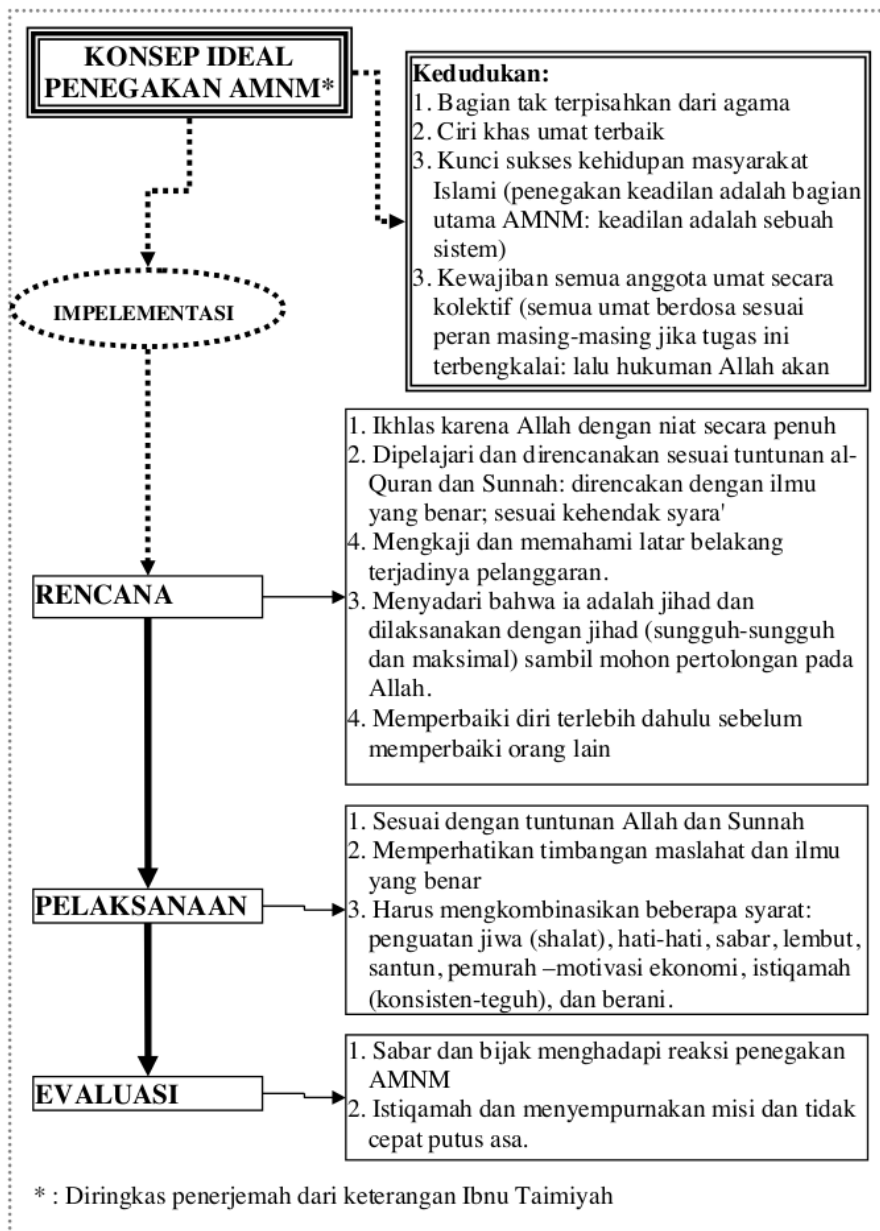 KONSEP IDEAL
PENEGAKAN AMNM*
Kedudukan:
1. Bagian tak terpisahkan dari agama
2. Ciri khas umat terbaik
3. Kunci sukses kehidupan masyarakat
Islami (penegakan keadilan adalah bagian
utama AMNM: keadilan adalah sebuah
sistem)
3. Kewajiban semua anggota umat secara
kolektif (semua umat berdosa sesuai
peran masing-masing jika tugas ini
terbengkalai: lalu hukuman Allah akan
IMPELEMENTASI
RENCANA
1. Ikhlas karena Allah dengan niat secara penuh
2. Dipelajari dan direncanakan sesuai tuntunan al-
Quran dan Sunnah: direncakan dengan ilmu
yang benar; sesuai kehendak syara'
4. Mengkaji dan memahami latar belakang
terjadinya pelanggaran.
3. Menyadari bahwa ia adalah jihad dan
dilaksanakan dengan jihad (sungguh-sungguh
dan maksimal) sambil mohon pertolongan pada
Allah.
4. Memperbaiki diri terlebih dahulu sebelum
memperbaiki orang lain
PELAKSANAAN
1. Sesuai dengan tuntunan Allah dan Sunnah
2. Memperhatikan timbangan maslahat dan ilmu
yang benar
3. Harus mengkombinasikan beberapa syarat:
penguatan jiwa (shalat), hati-hati, sabar, lembut,
santun, pemurah –motivasi ekonomi, istiqamah
(konsisten-teguh), dan berani.
EVALUASI
1. Sabar dan bijak menghadapi reaksi penegakan
AMNM
2. Istiqamah dan menyempurnakan misi dan tidak
cepat putus asa.
* : Diringkas penerjemah dari keterangan Ibnu Taimiyah